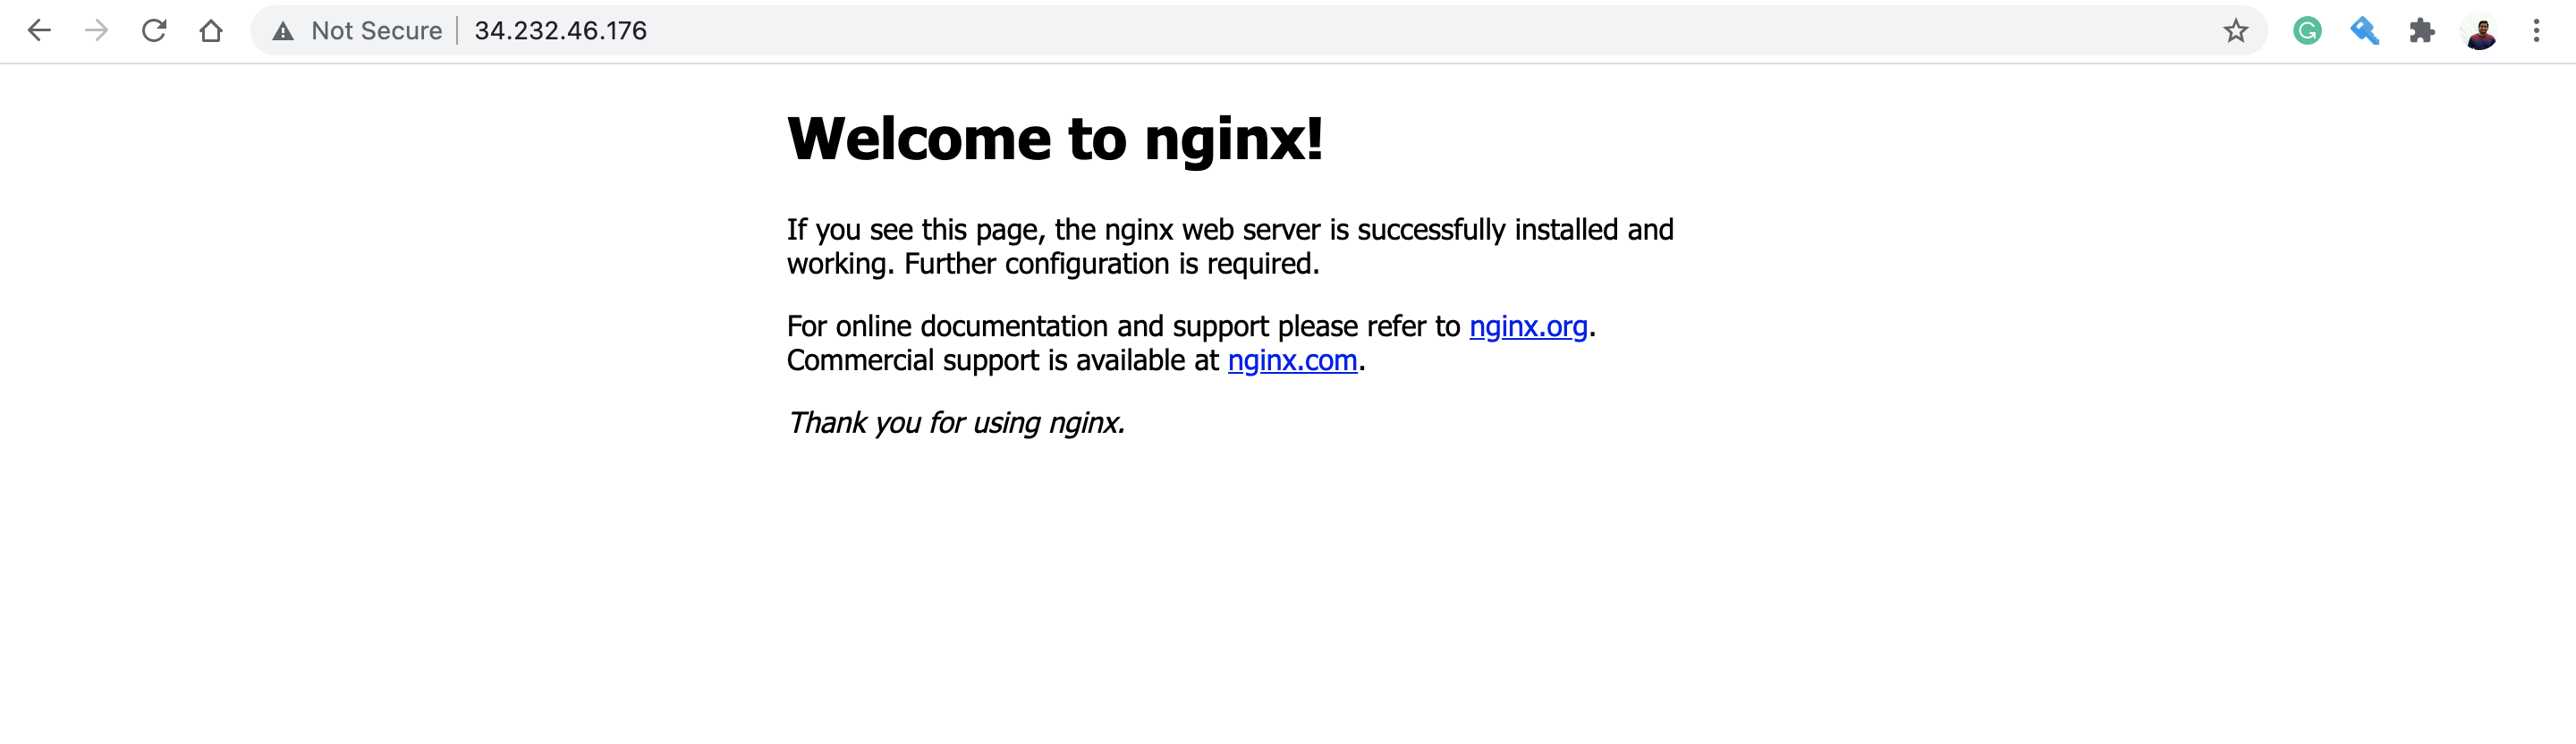 Not Secure 34.232.46.176
Welcome to nginx!
If you see this page, the nginx web server is successfully installed and
working. Further configuration is required.
For online documentation and support please refer to nginx.org.
Commercial support is available at nginx.com.
Thank you for using nginx.